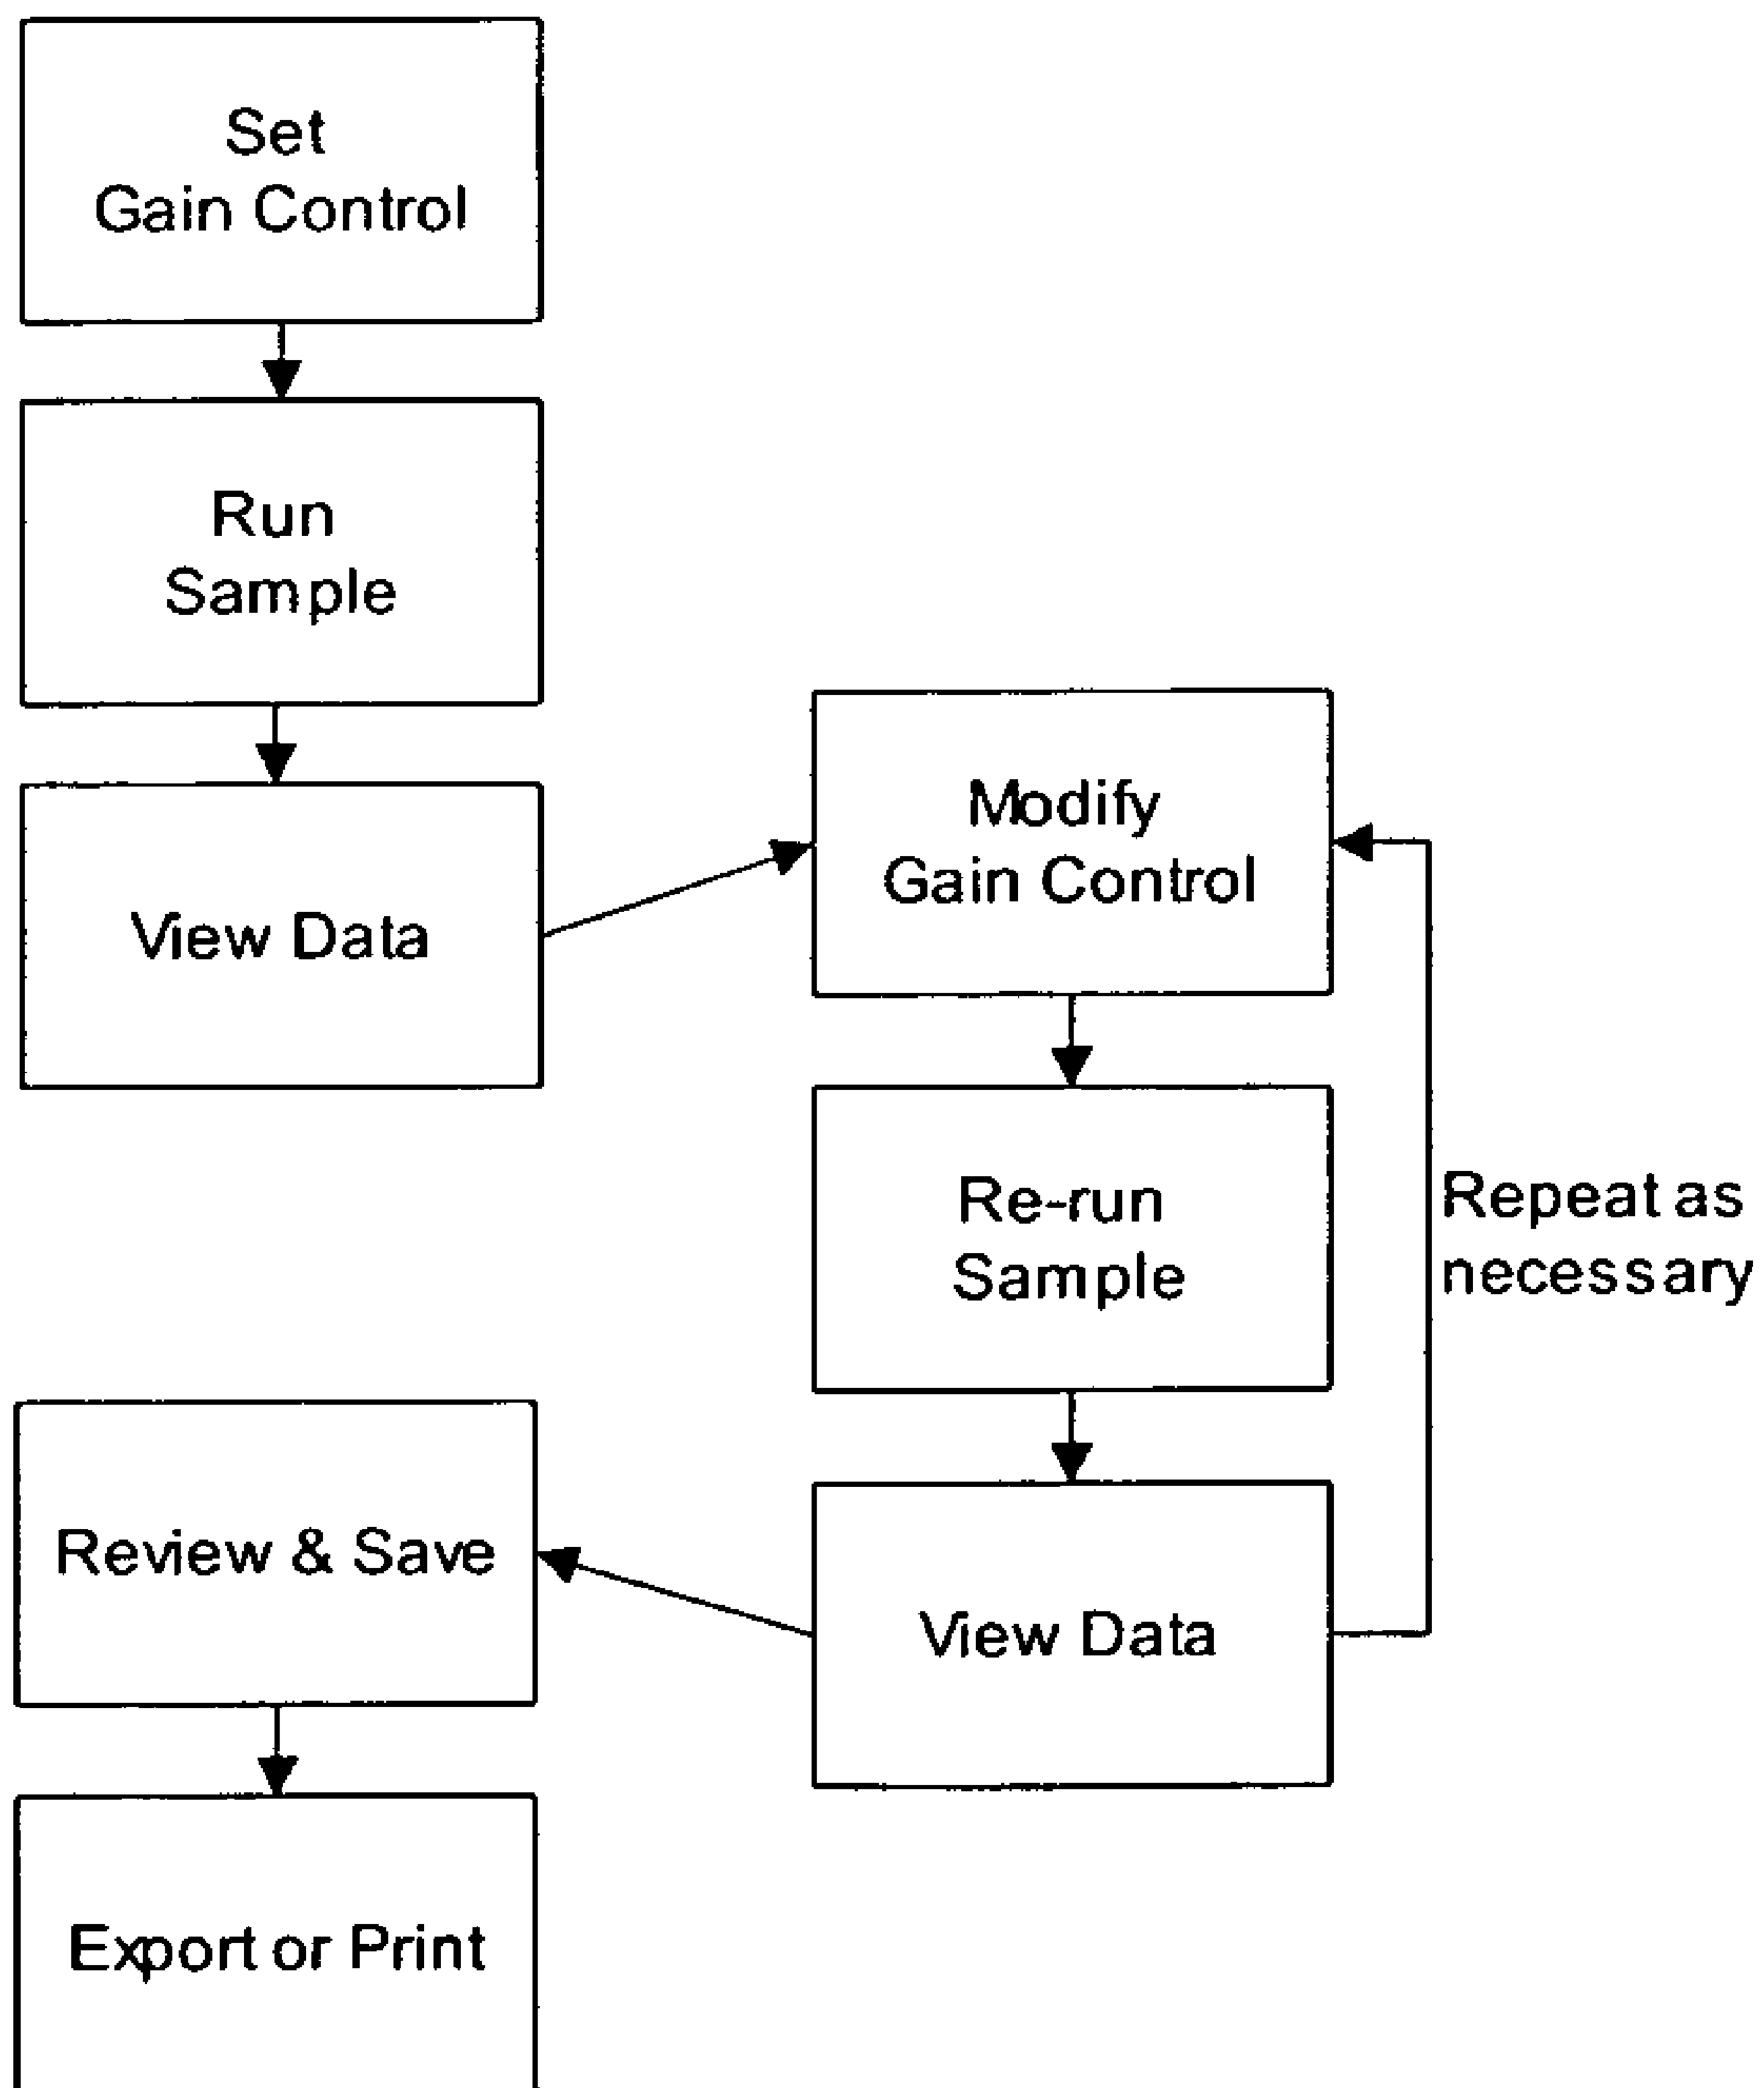 Set
Gain Control
Run
Sample
View Data
Modify
Gain Control
Re-run
Sample
Repeat as
necessary
View Data
Review & Save
Export or Print